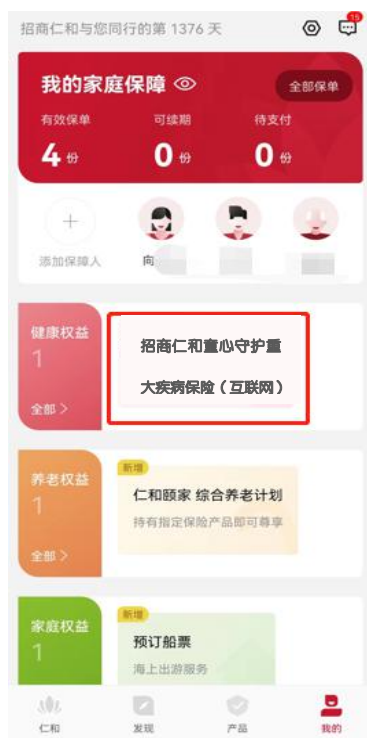 招商仁和与您同行的第 1376 天
15
我的家庭保障
全部保单
有效保单 可续期 待支付
4 份 0 份 0 份
添加保障人 向
健康权益
1
全部 >
招商仁和童心守护重
大疾病保险（互联网）
养老权益
1
全部 >
新增
仁和颐家 综合养老计划
持有指定保险产品即可尊享
家庭权益
1
新增
预订船票
海上出游服务
仁和 发现 产品 我的